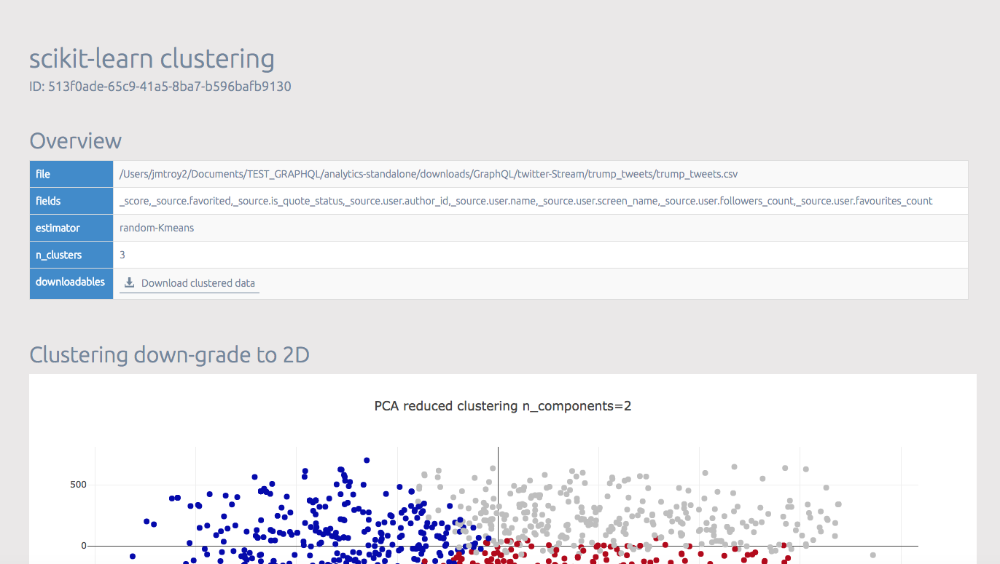 scikit-learn clustering
ID: 513f0ade-65c9-41a5-8ba7-b596bafb9130
Overview
file /Users/jmtroy2/Documents/TEST_GRAPHQL/analytics-standalone/downloads/GraphQL/twitter-Stream/trump_tweets/trump_tweets.csv
fields _score,_source.favorited,_source.is_quote_status,_source.user.author_id,_source.user.name,_source.user.screen_name,_source.user.followers_count,_source.user.favourites_count
estimator random-Kmeans
n_clusters 3
downloadables Download clustered data
Clustering down-grade to 2D
PCA reduced clustering n_components=2
500
0